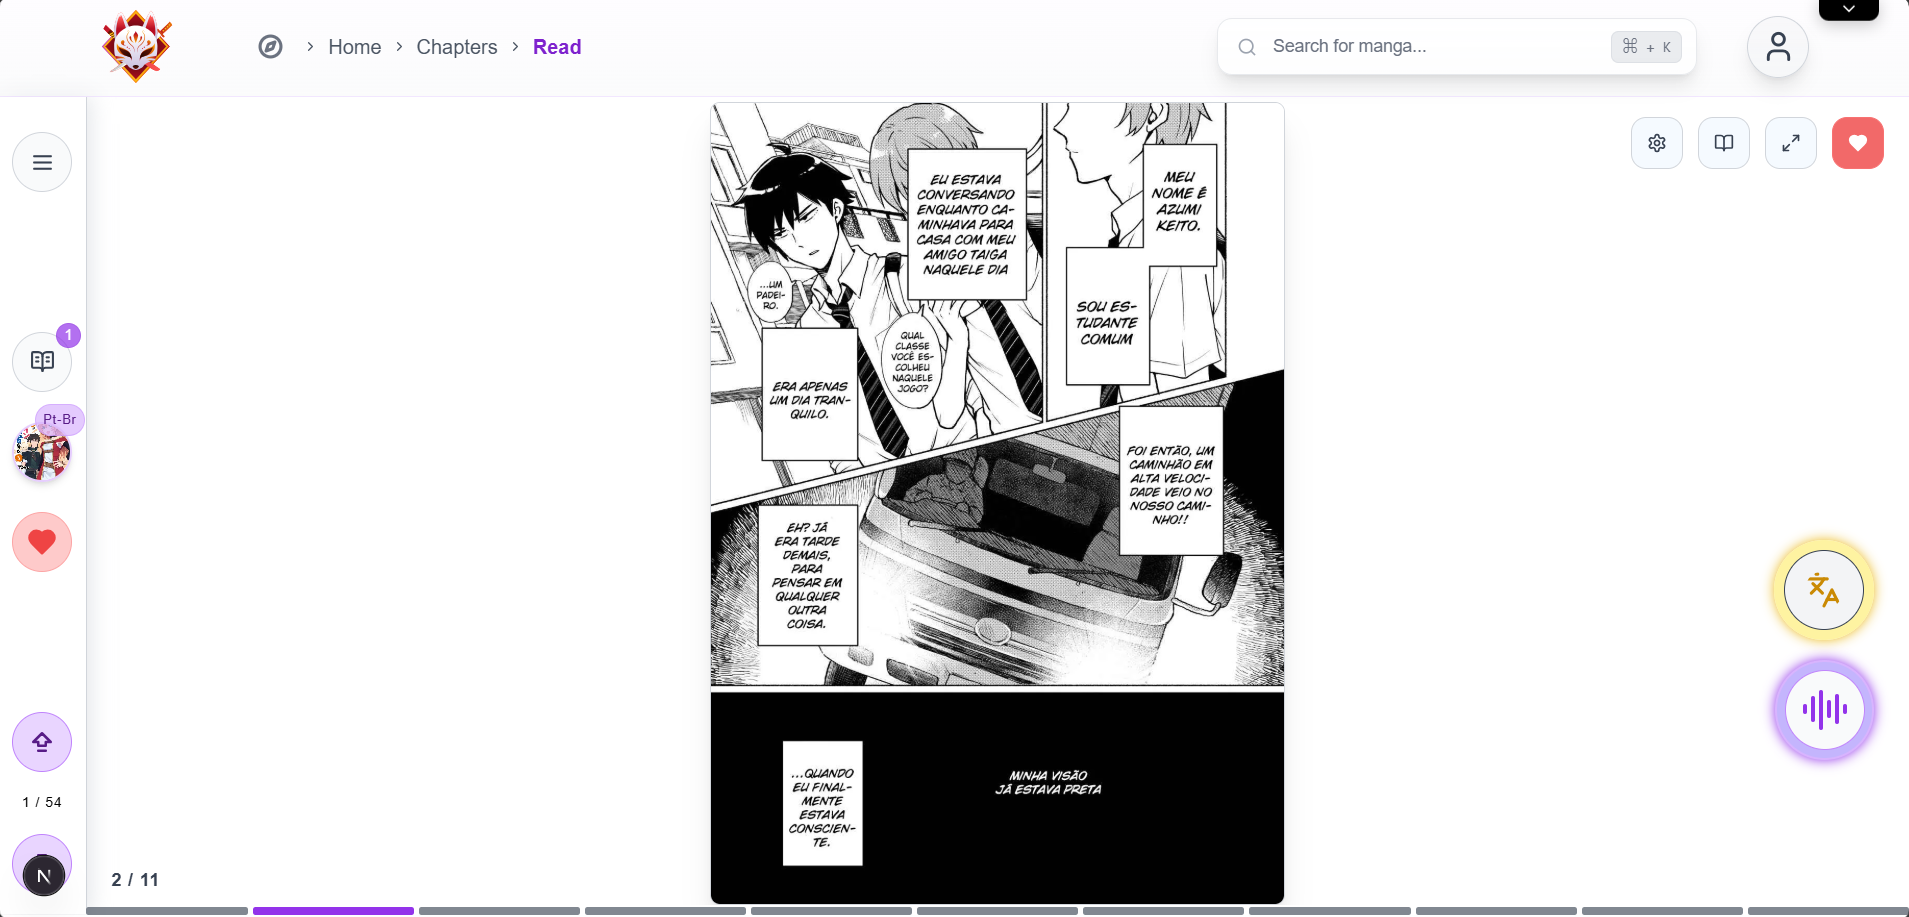 Home
Chapters
Read
Search for manga...
⌘ + K
1
Pt-Br
1 / 54
N
2 / 11
MEU
NOME É
AZUMI
KEITO.
SOU ES-
TUDANTE
COMUM
EU ESTAVA
CONVERSANDO
ENQUANTO CA-
MINHAVA PARA
CASA COM MEU
AMIGO TAIGA
NAQUELE DIA
QUAL
CLASSE
VOCÊ ES-
COLHEU
NAQUELE
JOGO?
...UM
PADEI-
RO.
ERA APENAS
UM DIA TRAN-
QUILO.
FOI ENTÃO, UM
CAMINHÃO EM
ALTA VELOCI-
DADE VEIO NO
NOSSO CAMI-
NHO!!
EH? JÁ
ERA TARDE
DEMAIS,
PARA
PENSAR EM
QUALQUER
OUTRA
COISA.
MINHA VISÃO
JÁ ESTAVA PRETA
...QUANDO
EU FINAL-
MENTE
ESTAVA
CONSCIEN-
TE.